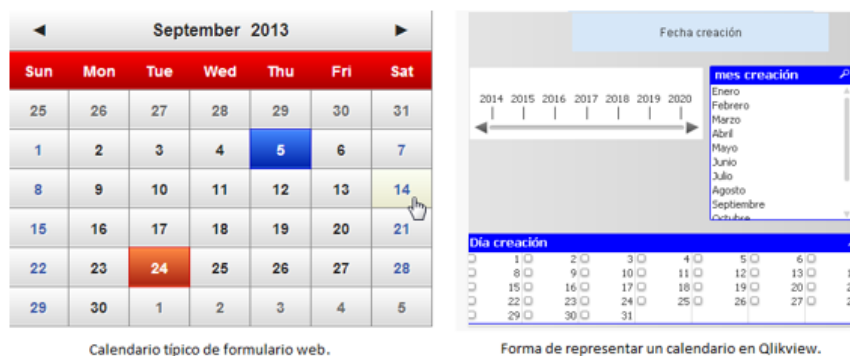 September 2013
Sun Mon Tue Wed Thu Fri Sat
25 26 27 28 29 30 31
1 2 3 4 5 6 7
8 9 10 11 12 13 14
15 16 17 18 19 20 21
22 23 24 25 26 27 28
29 30 1 2 3 4 5
Calendario típico de formulario web.
Fecha creación
2014 2015 2016 2017 2018 2019 2020
mes creación
Enero
Febrero
Marzo
Abril
Mayo
Junio
Julio
Agosto
Septiembre
Octubre
Día creación
1 2 3 4 5 6
8 9 10 11 12 13
15 16 17 18 19 20
22 23 24 25 26 27
29 30 31
Forma de representar un calendario en Qlikview.